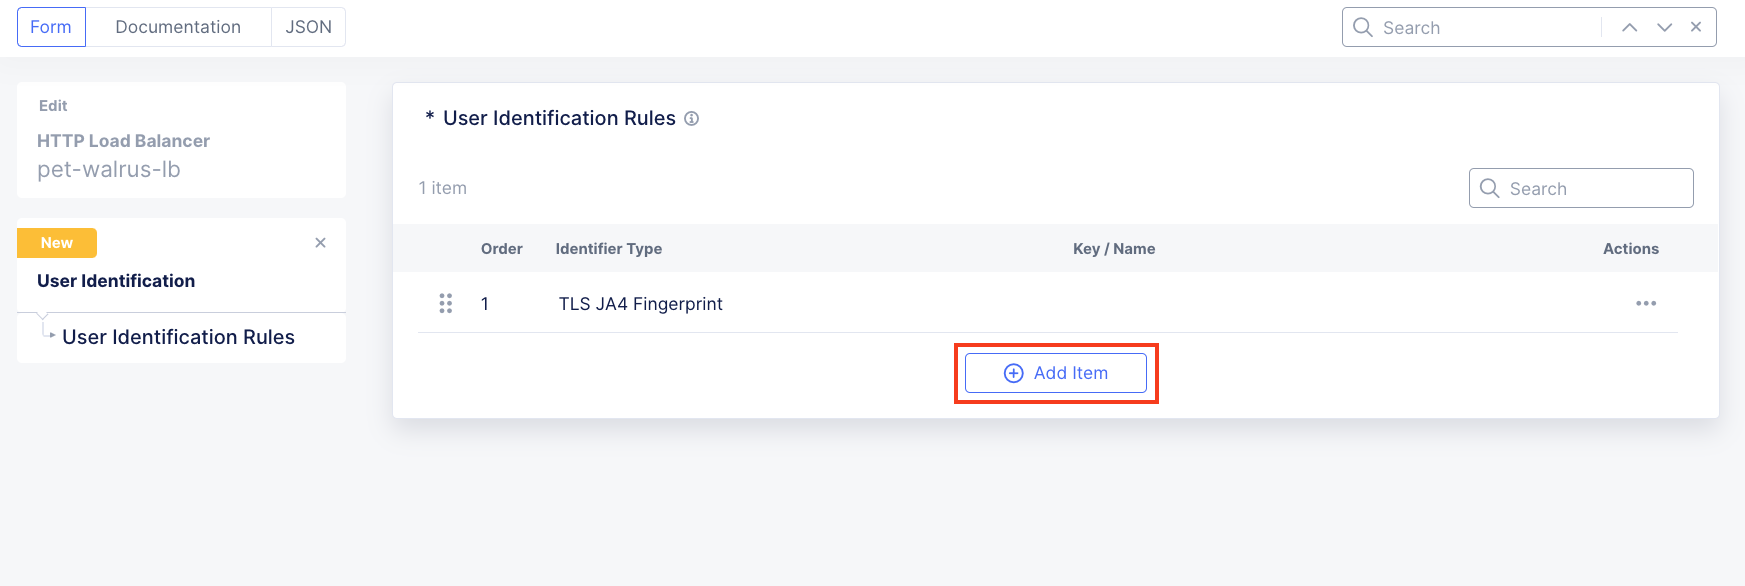 Form Documentation JSON
Search
Edit
HTTP Load Balancer
pet-walrus-lb
New
User Identification
User Identification Rules
* User Identification Rules
1 item
Search
Order Identifier Type Key / Name Actions
1 TLS JA4 Fingerprint
Add Item